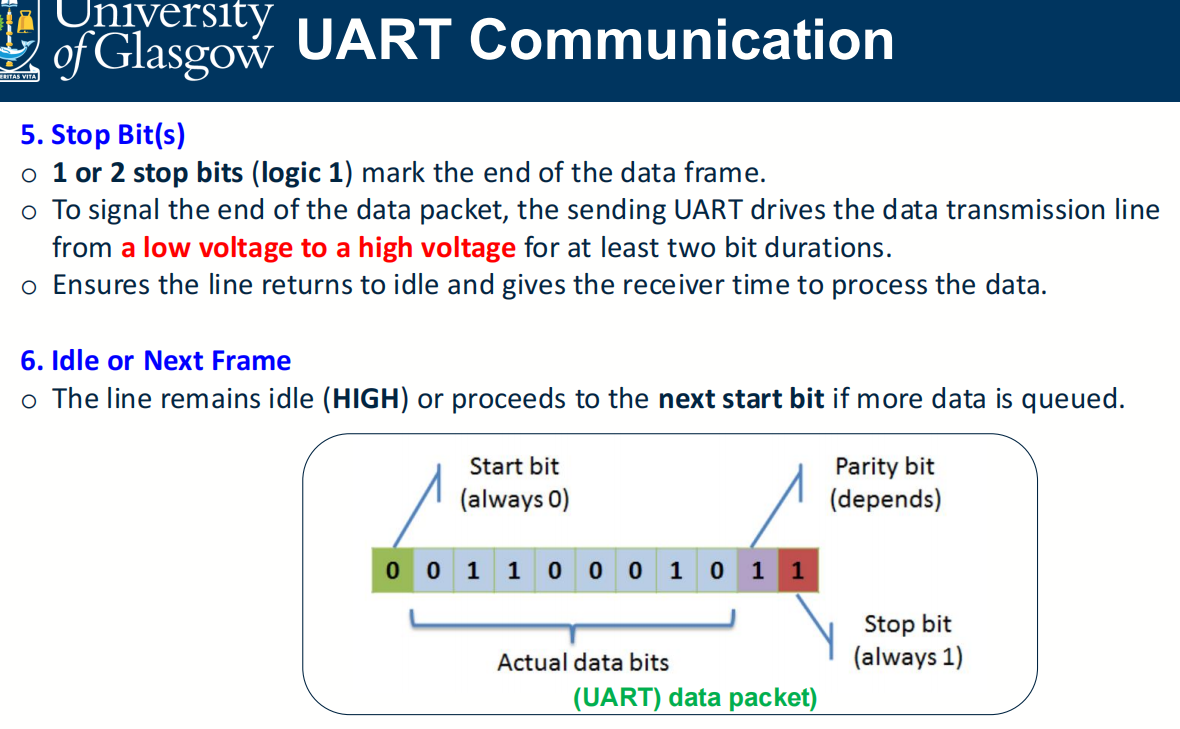 University
of Glasgow
UART Communication
VERITAS VITA
5. Stop Bit(s)
o 1 or 2 stop bits (logic 1) mark the end of the data frame.
o To signal the end of the data packet, the sending UART drives the data transmission line
from a low voltage to a high voltage for at least two bit durations.
o Ensures the line returns to idle and gives the receiver time to process the data.
6. Idle or Next Frame
o The line remains idle (HIGH) or proceeds to the next start bit if more data is queued.
Start bit
(always 0)
Parity bit
(depends)
0 0 1 1 0 0 0 1 0 1 1
Stop bit
(always 1)
Actual data bits
(UART) data packet)